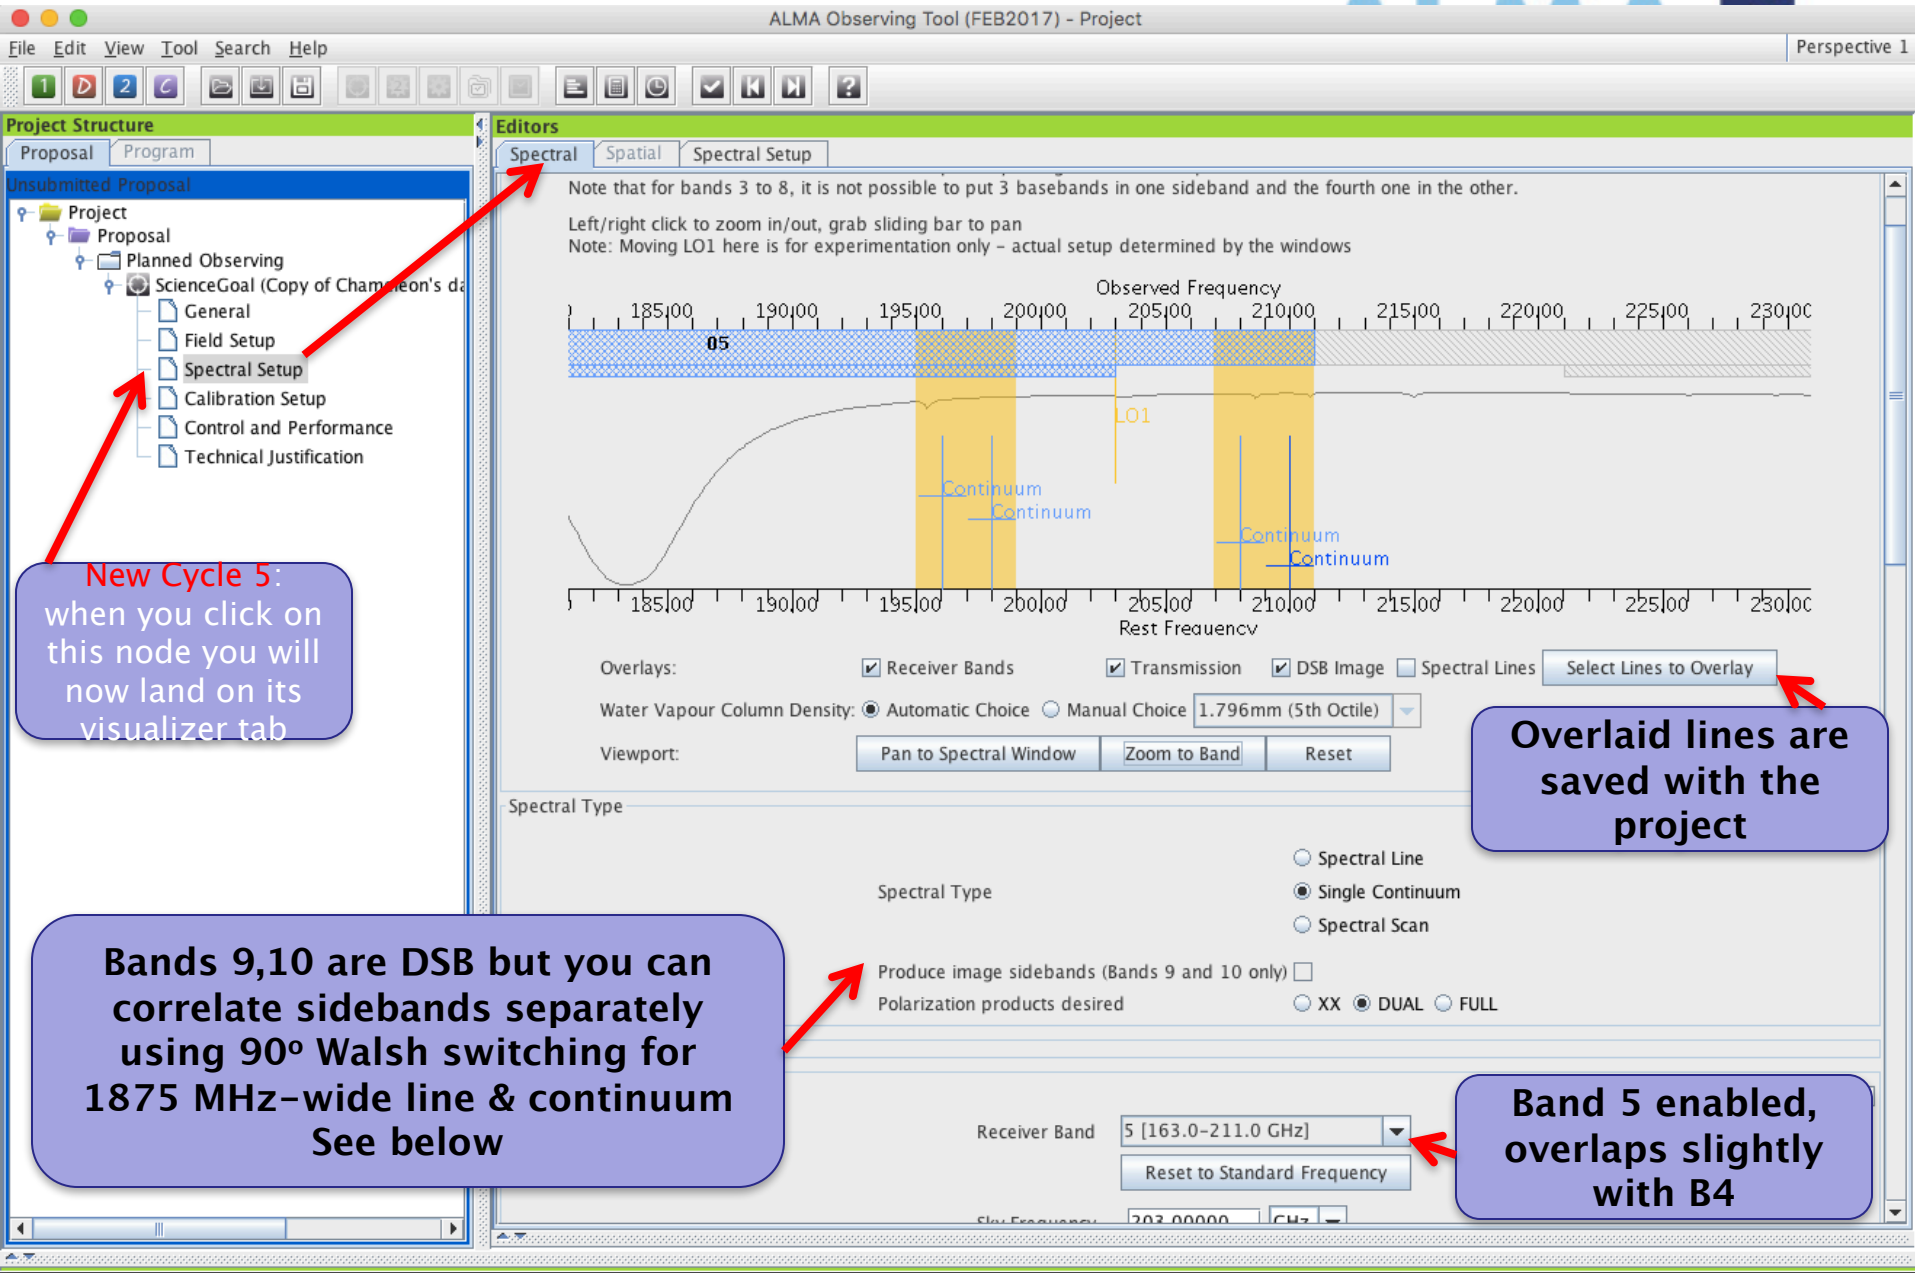 ALMA Observing Tool (FEB2017) - Project
File Edit View Tool Search Help
Perspective 1
1 D 2 C ?
Project Structure
Proposal Program
Unsubmitted Proposal
Project
Proposal
Planned Observing
ScienceGoal (Copy of Chameleon's da
General
Field Setup
Spectral Setup
Calibration Setup
Control and Performance
Technical Justification
New Cycle 5:
when you click on
this node you will
now land on its
visualizer tab
Editors
Spectral Spatial Spectral Setup
Note that for bands 3 to 8, it is not possible to put 3 basebands in one sideband and the fourth one in the other.
Left/right click to zoom in/out, grab sliding bar to pan
Note: Moving LO1 here is for experimentation only - actual setup determined by the windows
Observed Frequency
185|00 190|00 195|00 200|00 205|00 210|00 215|00 220|00 225|00 230|00
05
LO1
Continuum
Continuum
Continuum
Continuum
185|00 190|00 195|00 200|00 205|00 210|00 215|00 220|00 225|00 230|00
Rest Frequency
Overlays: Receiver Bands Transmission DSB Image Spectral Lines Select Lines to Overlay
Water Vapour Column Density: Automatic Choice Manual Choice 1.796mm (5th Octile)
Viewport: Pan to Spectral Window Zoom to Band Reset
Overlaid lines are
saved with the
project
Spectral Type
Spectral Type
Spectral Line
Single Continuum
Spectral Scan
Produce image sidebands (Bands 9 and 10 only)
Polarization products desired XX DUAL FULL
Bands 9,10 are DSB but you can
correlate sidebands separately
using 90º Walsh switching for
1875 MHz-wide line & continuum
See below
Receiver Band 5 [163.0-211.0 GHz]
Reset to Standard Frequency
Sky Frequency 203.00000 GHz
Band 5 enabled,
overlaps slightly
with B4